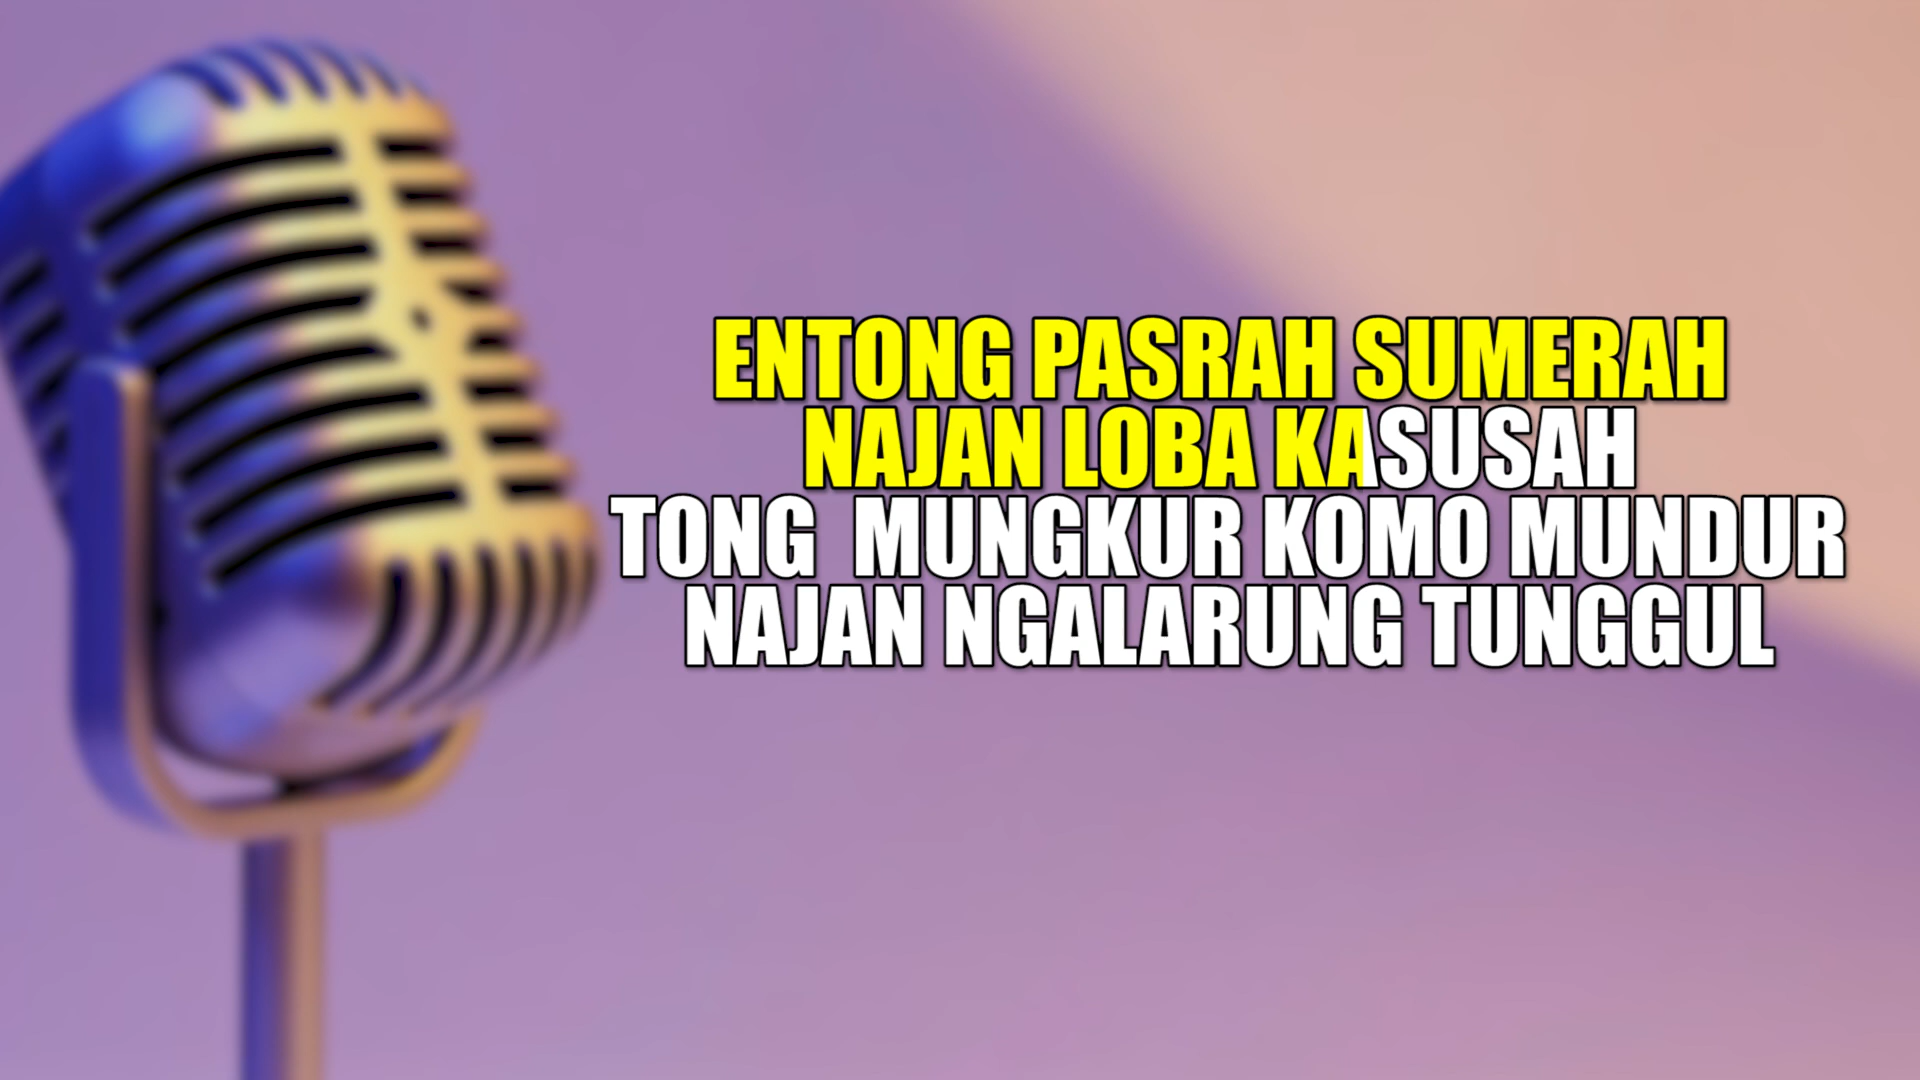 ENTONG PASRAH SUMERAH
NAJAN LOBA KASUSAH
TONG  MUNGKUR KOMO MUNDUR
NAJAN NGALARUNG TUNGGUL